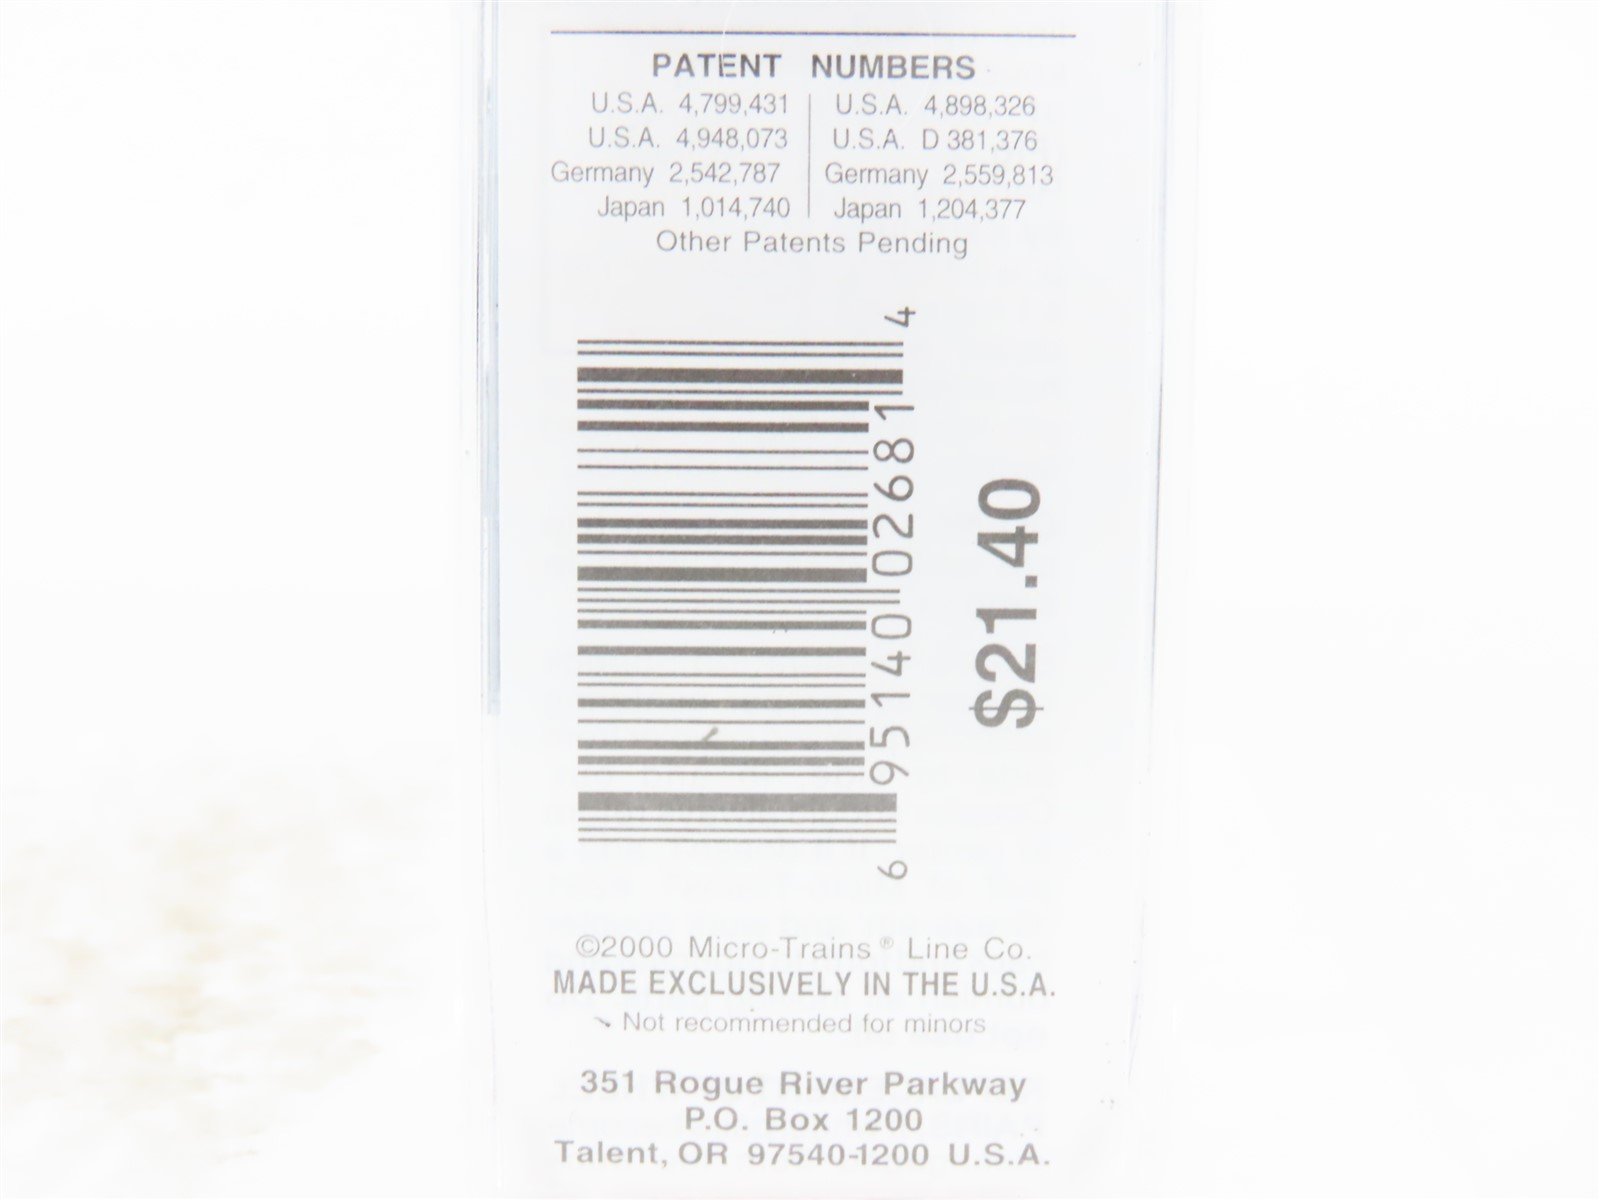 PATENT NUMBERS
U.S.A. 4,799,431 U.S.A. 4,898,326
U.S.A. 4,948,073 U.S.A. D 381,376
Germany 2,542,787 Germany 2,559,813
Japan 1,014,740 Japan 1,204,377
Other Patents Pending
6 95140 02681 4
$21.40
©2000 Micro-Trains® Line Co.
MADE EXCLUSIVELY IN THE U.S.A.
Not recommended for minors
351 Rogue River Parkway
P.O. Box 1200
Talent, OR 97540-1200 U.S.A.